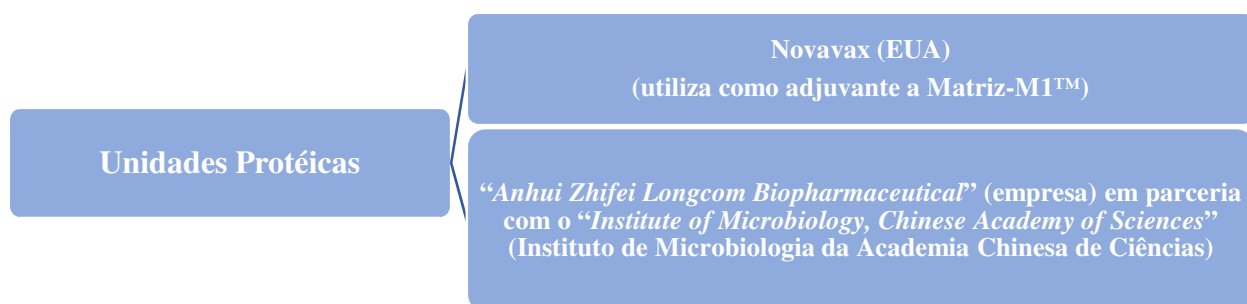 Novavax (EUA)
(utiliza como adjuvante a Matriz-M1™)
Unidades Protéicas
“Anhui Zhifei Longcom Biopharmaceutical” (empresa) em parceria
com o “Institute of Microbiology, Chinese Academy of Sciences”
(Instituto de Microbiologia da Academia Chinesa de Ciências)